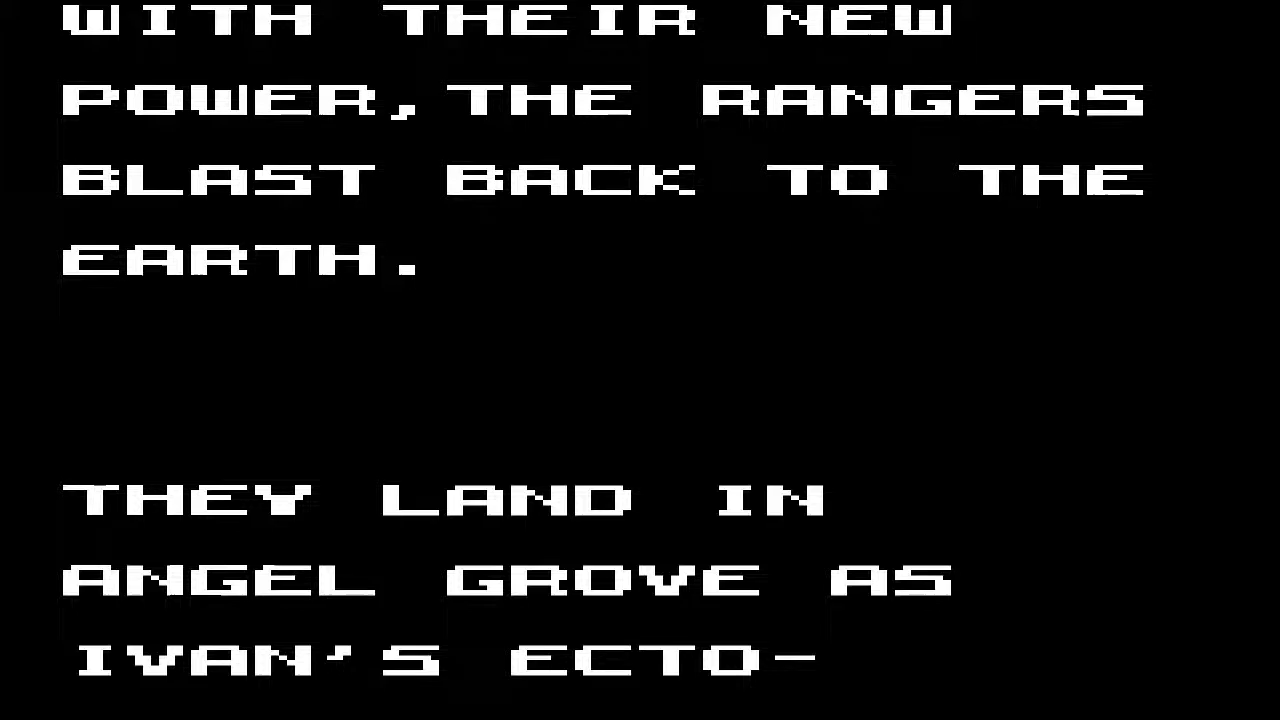 WITH THEIR NEW
POWER,THE RANGERS
BLAST BACK TO THE
EARTH.
THEY LAND IN
ANGEL GROVE AS
IVAN'S ECTO-